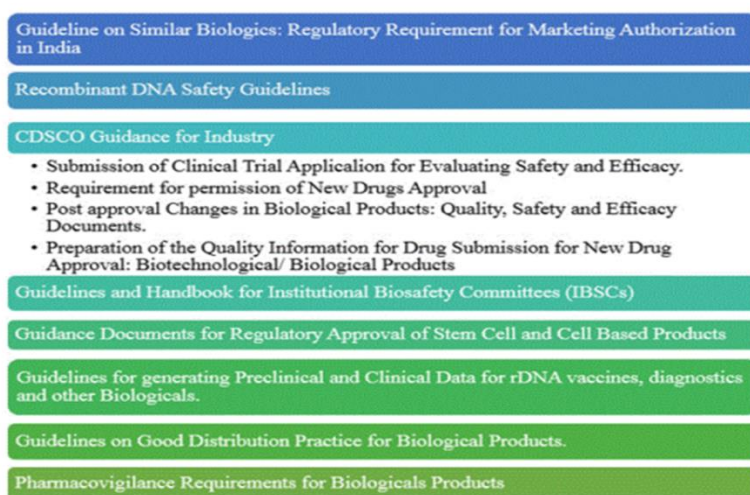 Guideline on Similar Biologics: Regulatory Requirement for Marketing Authorization
in India
Recombinant DNA Safety Guidelines
CDSCO Guidance for Industry
• Submission of Clinical Trial Applicalion for Evaluating Safety and Efficacy.
• Requirement for permission of New Drugs Approval
• Post approval Changes in Biological Products: Quality, Safety and Efficacy
Documents.
• Preparation of the Quality Information for Drug Submission for New Drug
Approval: Biotechnological/ Biological Products
Guidelines and Handbook for Institutional Biosafety Committees (IBSCs)
Guidance Documents for Regulatory Approval of Stem Cell and Cell Based Products
Guidelines for generating Preclinical and Clinical Data for rDNA vaccines, diagnostics
and other Biologicals.
Guidelines on Good Distribution Practice for Biological Products.
Pharmacovigilance Requirements for Biologicals Products